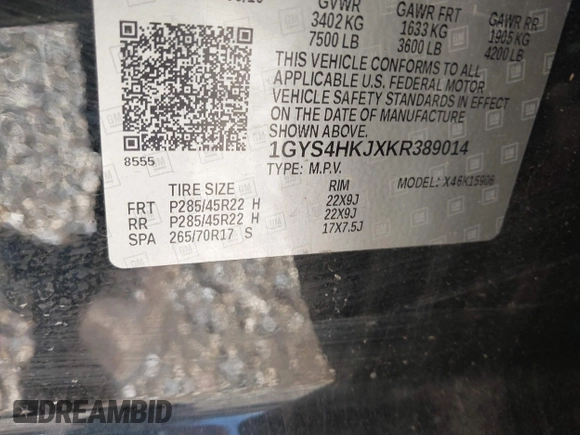 GVWR GAWR FRT GAWR RR
3402 KG 1633 KG 1905 KG
7500 LB 3600 LB 4200 LB
THIS VEHICLE CONFORMS TO ALL
APPLICABLE U.S. FEDERAL MOTOR
VEHICLE SAFETY STANDARDS IN EFFECT
ON THE DATE OF MANUFACTURE
SHOWN ABOVE.
8555
1GYS4HKJXKR389014
TYPE: M.P.V. MODEL: X46K15906
TIRE SIZE RIM
FRT P285/45R22 H 22X9J
RR P285/45R22 H 22X9J
SPA 265/70R17 S 17X7.5J
GM
DREAMBID